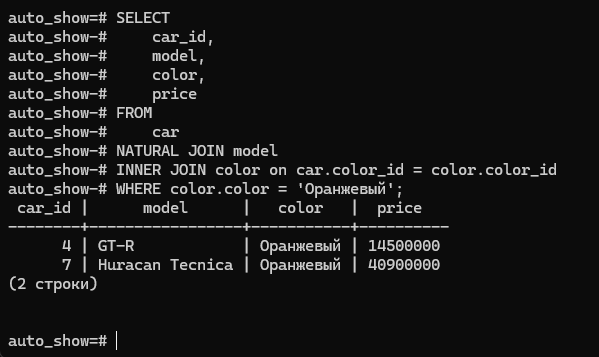 auto_show=# SELECT
auto_show-#     car_id,
auto_show-#     model,
auto_show-#     color,
auto_show-#     price
auto_show-# FROM
auto_show-#     car
auto_show-# NATURAL JOIN model
auto_show-# INNER JOIN color on car.color_id = color.color_id
auto_show-# WHERE color.color = 'Оранжевый';
 car_id |      model      |   color   |  price
--------+-----------------+-----------+----------
      4 | GT-R            | Оранжевый | 14500000
      7 | Huracan Tecnica | Оранжевый | 40900000
(2 строки)
auto_show=#